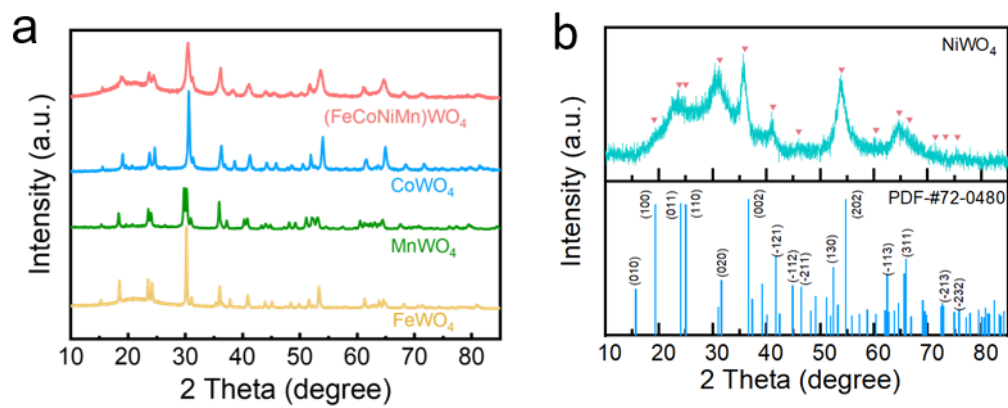 a
Intensity (a.u.)
(FeCoNiMn)WO₄
CoWO₄
MnWO₄
FeWO₄
10 20 30 40 50 60 70 80
2 Theta (degree)
b
Intensity (a.u.)
NiWO₄
PDF-#72-0480
(010)
(100)
(011)
(110)
(020)
(002)
(-121)
(-112)
(-211)
(130)
(202)
(-113)
(311)
(-213)
(-232)
10 20 30 40 50 60 70 80
2 Theta (degree)